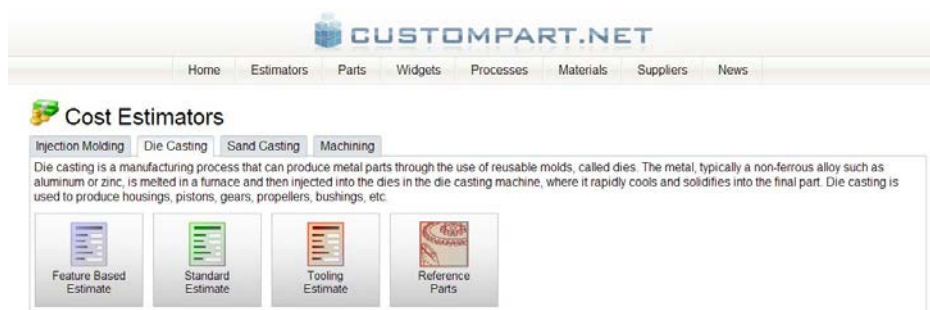 CUSTOMPART.NET
Home Estimators Parts Widgets Processes Materials Suppliers News
Cost Estimators
Injection Molding Die Casting Sand Casting Machining
Die casting is a manufacturing process that can produce metal parts through the use of reusable molds, called dies. The metal, typically a non-ferrous alloy such as
aluminum or zinc, is melted in a furnace and then injected into the dies in the die casting machine, where it rapidly cools and solidifies into the final part. Die casting is
used to produce housings, pistons, gears, propellers, bushings, etc.
Feature Based Estimate
Standard Estimate
Tooling Estimate
Reference Parts